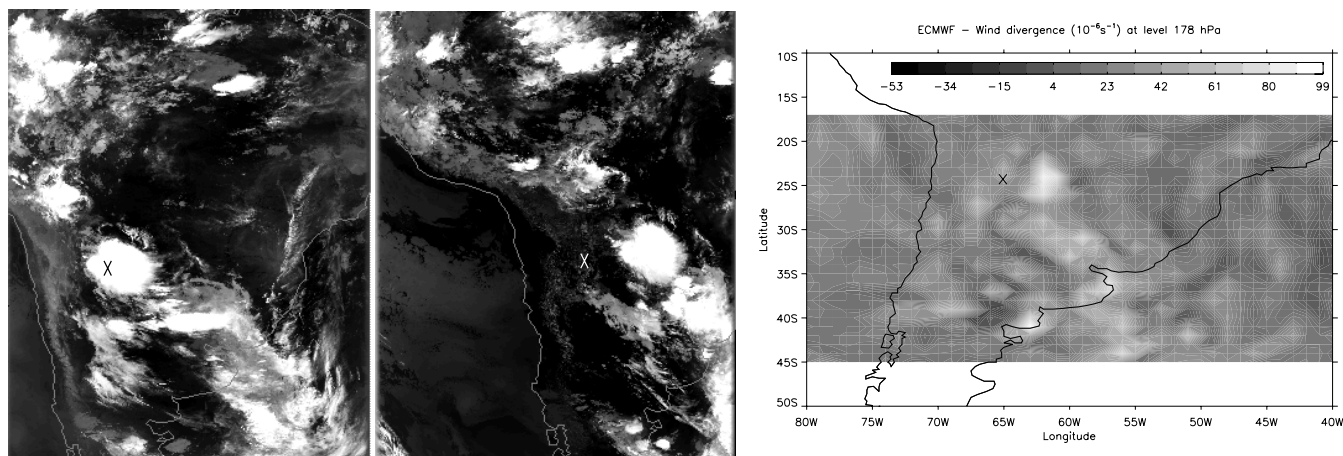 X
X
ECMWF – Wind divergence (10⁻⁶s⁻¹) at level 178 hPa
-53 -34 -15 4 23 42 61 80 99
10S
15S
20S
25S
30S
35S
40S
45S
50S
Latitude
X
80W 75W 70W 65W 60W 55W 50W 45W 40W
Longitude